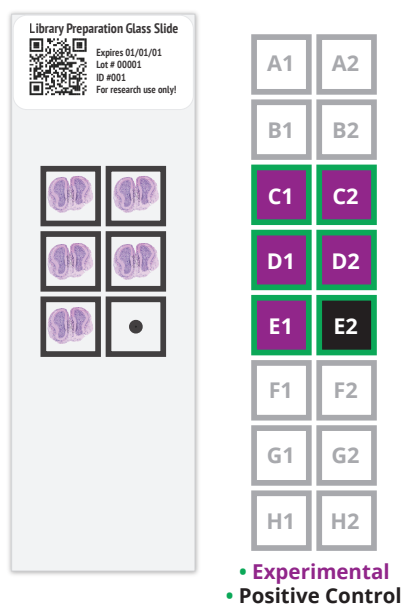 Library Preparation Glass Slide
Expires 01/01/01
Lot # 00001
ID #001
For research use only!
A1 A2
B1 B2
C1 C2
D1 D2
E1 E2
F1 F2
G1 G2
H1 H2
• Experimental
• Positive Control